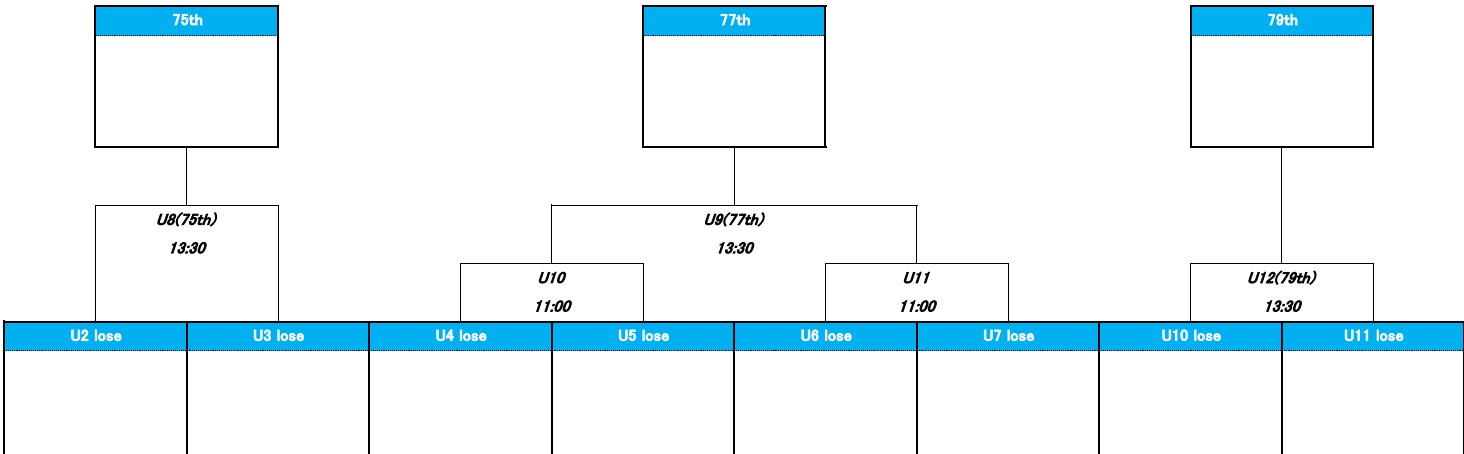 75th
77th
79th
U8(75th)
13:30
U9(77th)
13:30
U10
11:00
U11
11:00
U12(79th)
13:30
U2 lose
U3 lose
U4 lose
U5 lose
U6 lose
U7 lose
U10 lose
U11 lose